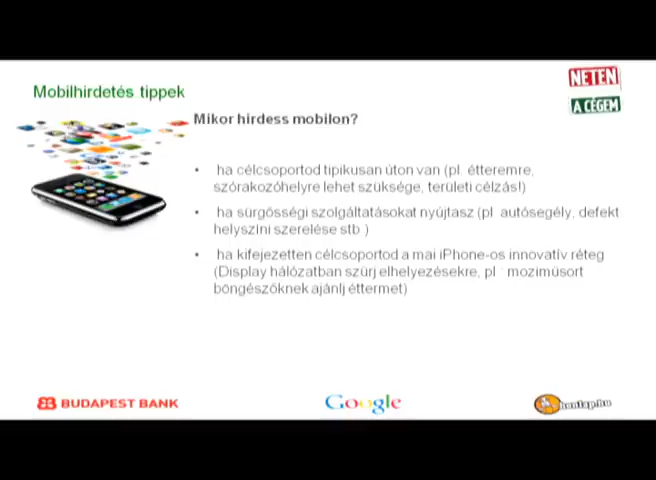 NETEN
A CÉGEM
Mobilhirdetés tippek
Mikor hirdess mobilon?
• ha célcsoportod tipikusan úton van (pl. étteremre,
szórakozóhelyre lehet szüksége, területi célzás!)
• ha sürgősségi szolgáltatásokat nyújtasz (pl. autósegély, defekt
helyszíni szerelése stb.)
• ha kifejezetten célcsoportod a mai iPhone-os innovatív réteg
(Display hálózatban szűrj elhelyezésekre, pl.: moziműsort
böngészőknek ajánlj éttermet)
BUDAPEST BANK
Google
honlap.hu